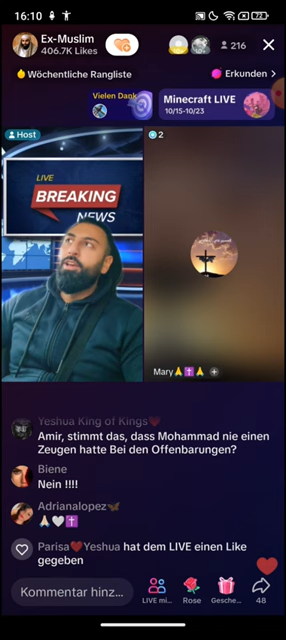 16:10
72
Ex-Muslim
406.7K Likes
216
Wöchentliche Rangliste
Erkunden
Vielen Dank
Minecraft LIVE
10/15-10/23
Host
2
LIVE
BREAKING
NEWS
Mary🙏✝️🙏
Yeshua King of Kings❤️
Amir, stimmt das, dass Mohammad nie einen
Zeugen hatte Bei den Offenbarungen?
Biene
Nein !!!!
Adrianalopez🦋
🙏🏻🤍✝️
Parisa❤️Yeshua hat dem LIVE einen Like
gegeben
Kommentar hinz...
LIVE mi...
Rose
Gesche...
48